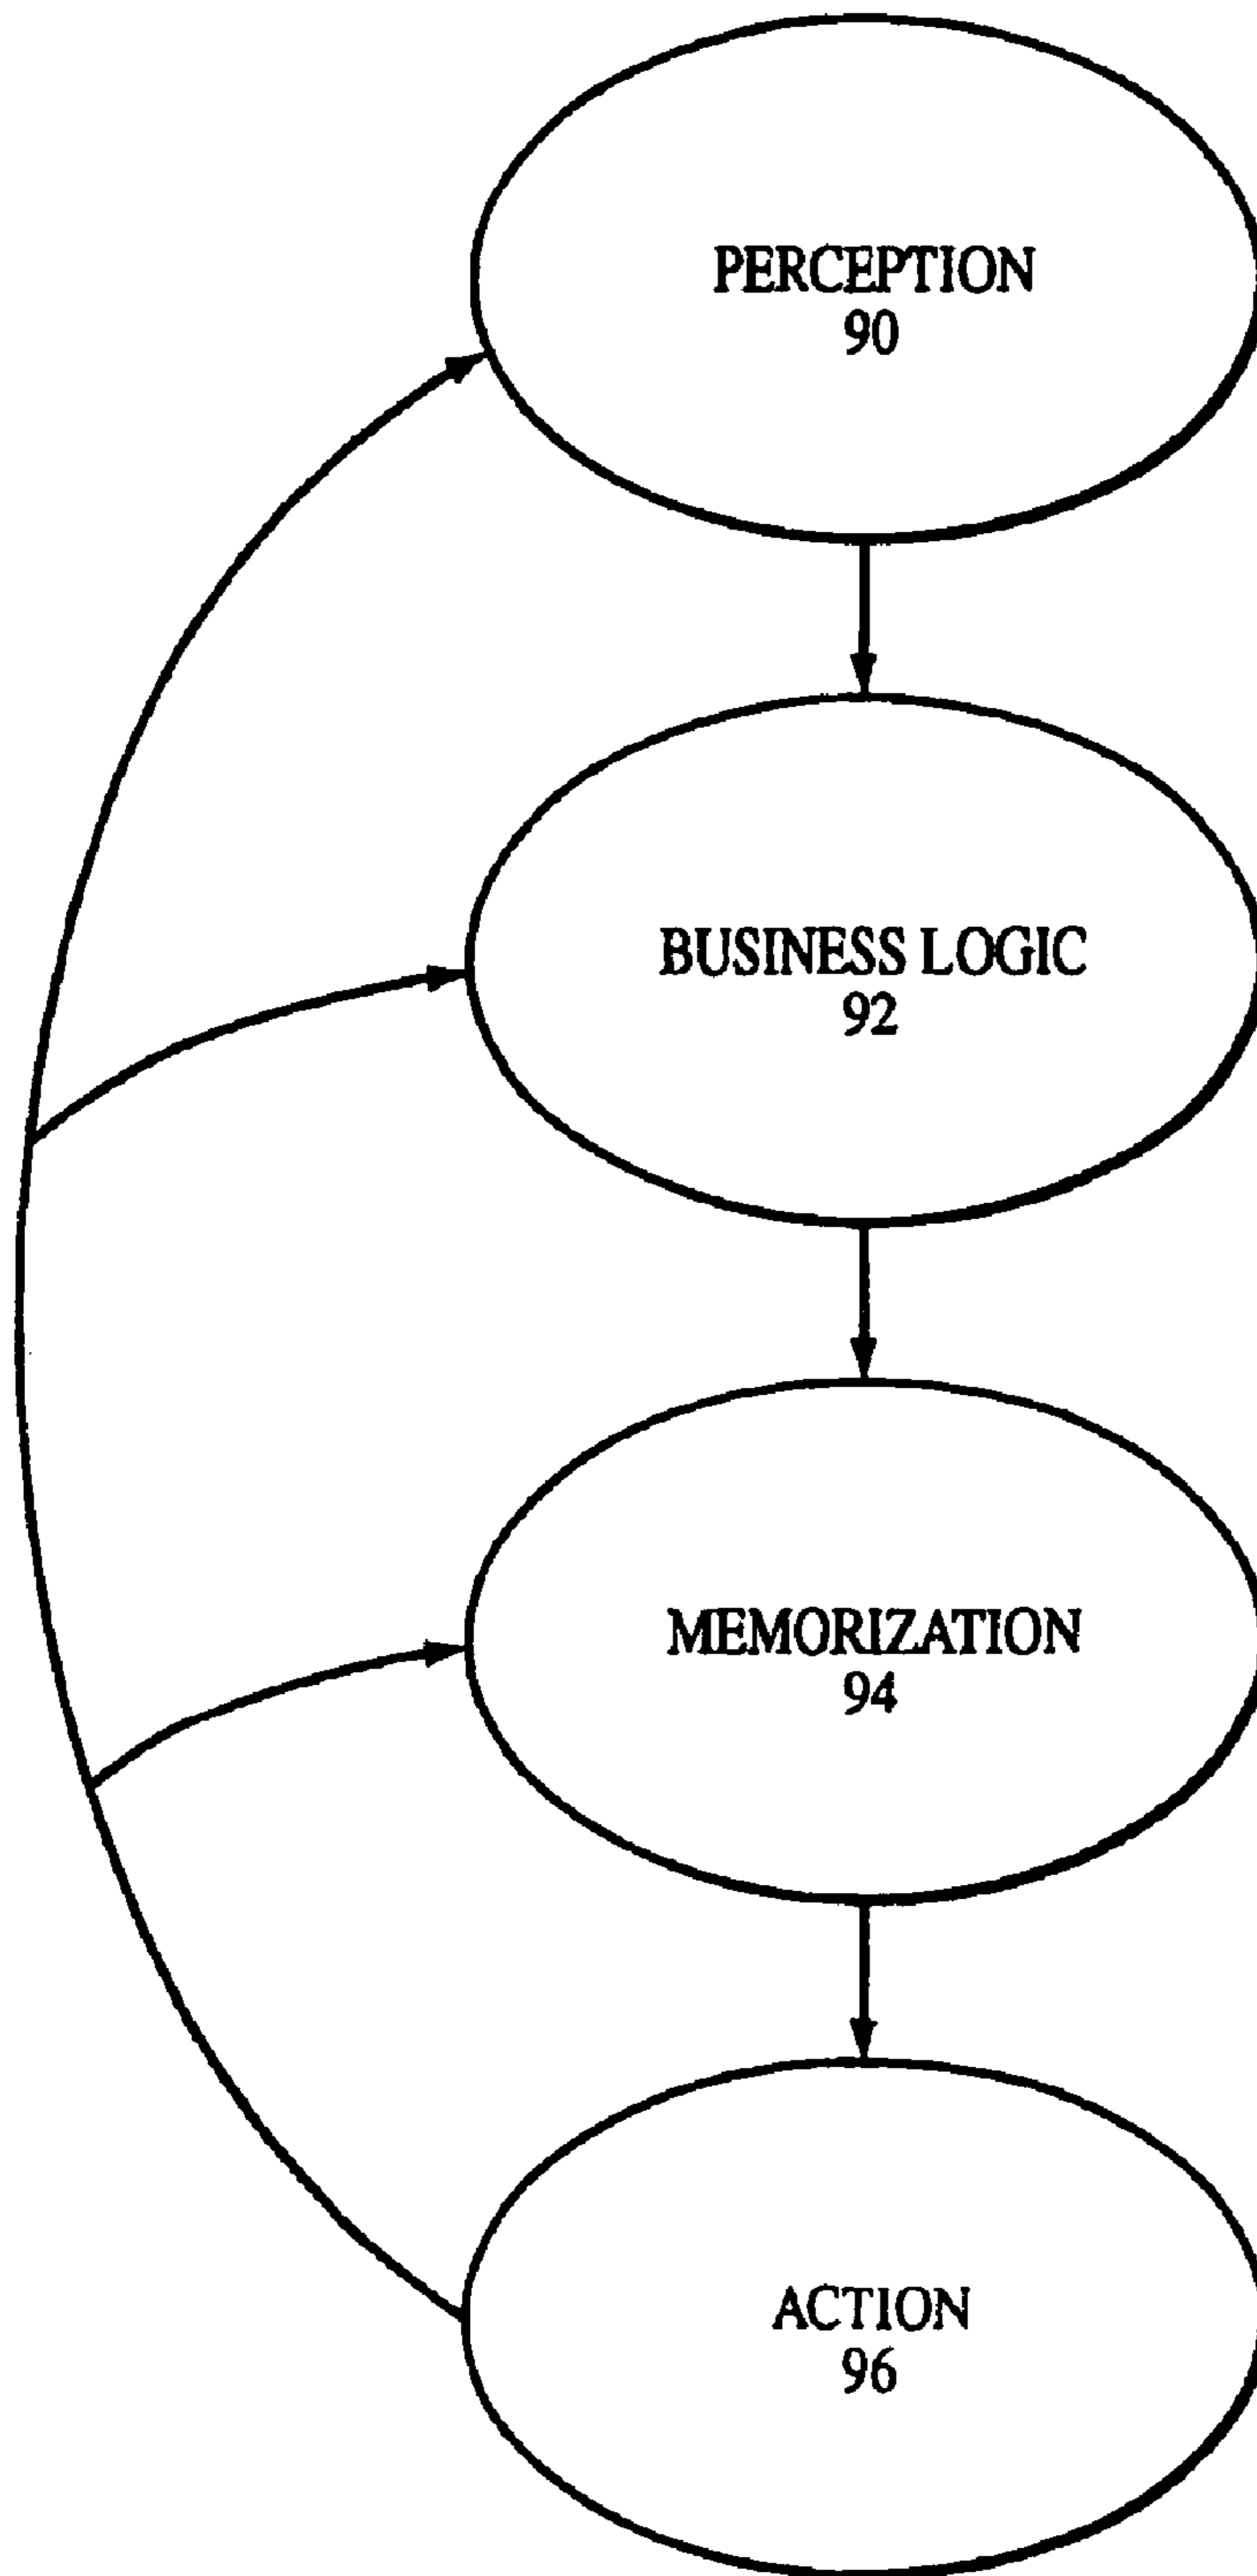 PERCEPTION
90
BUSINESS LOGIC
92
MEMORIZATION
94
ACTION
96